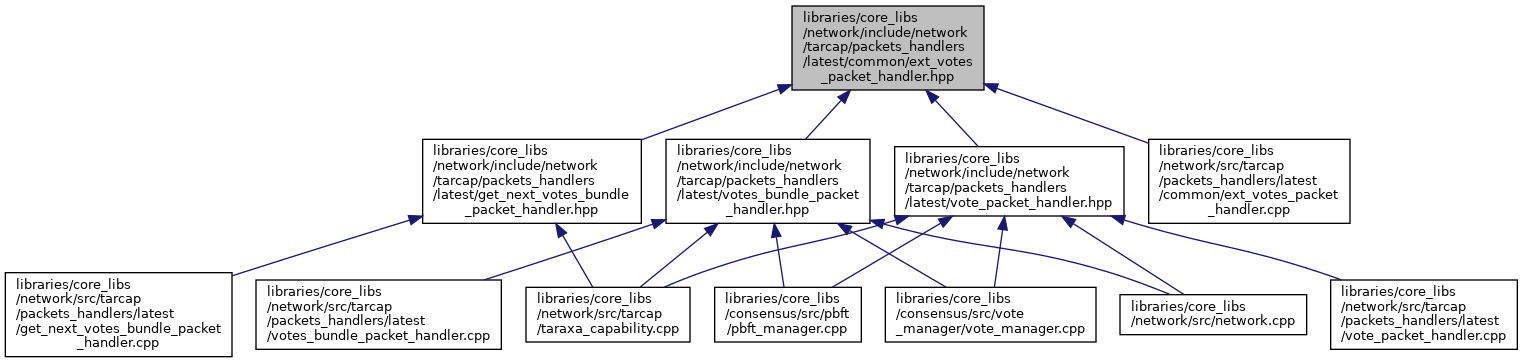 libraries/core_libs
/network/include/network
/tarcap/packets_handlers
/latest/common/ext_votes
_packet_handler.hpp
libraries/core_libs
/network/include/network
/tarcap/packets_handlers
/latest/get_next_votes_bundle
_packet_handler.hpp
libraries/core_libs
/network/include/network
/tarcap/packets_handlers
/latest/votes_bundle_packet
_handler.hpp
libraries/core_libs
/network/include/network
/tarcap/packets_handlers
/latest/vote_packet_handler.hpp
libraries/core_libs
/network/src/tarcap
/packets_handlers/latest
/common/ext_votes_packet
_handler.cpp
libraries/core_libs
/network/src/tarcap
/packets_handlers/latest
/get_next_votes_bundle_packet
_handler.cpp
libraries/core_libs
/network/src/tarcap
/packets_handlers/latest
/votes_bundle_packet_handler.cpp
libraries/core_libs
/network/src/tarcap
/taraxa_capability.cpp
libraries/core_libs
/consensus/src/pbft
/pbft_manager.cpp
libraries/core_libs
/consensus/src/vote
_manager/vote_manager.cpp
libraries/core_libs
/network/src/network.cpp
libraries/core_libs
/network/src/tarcap
/packets_handlers/latest
/vote_packet_handler.cpp